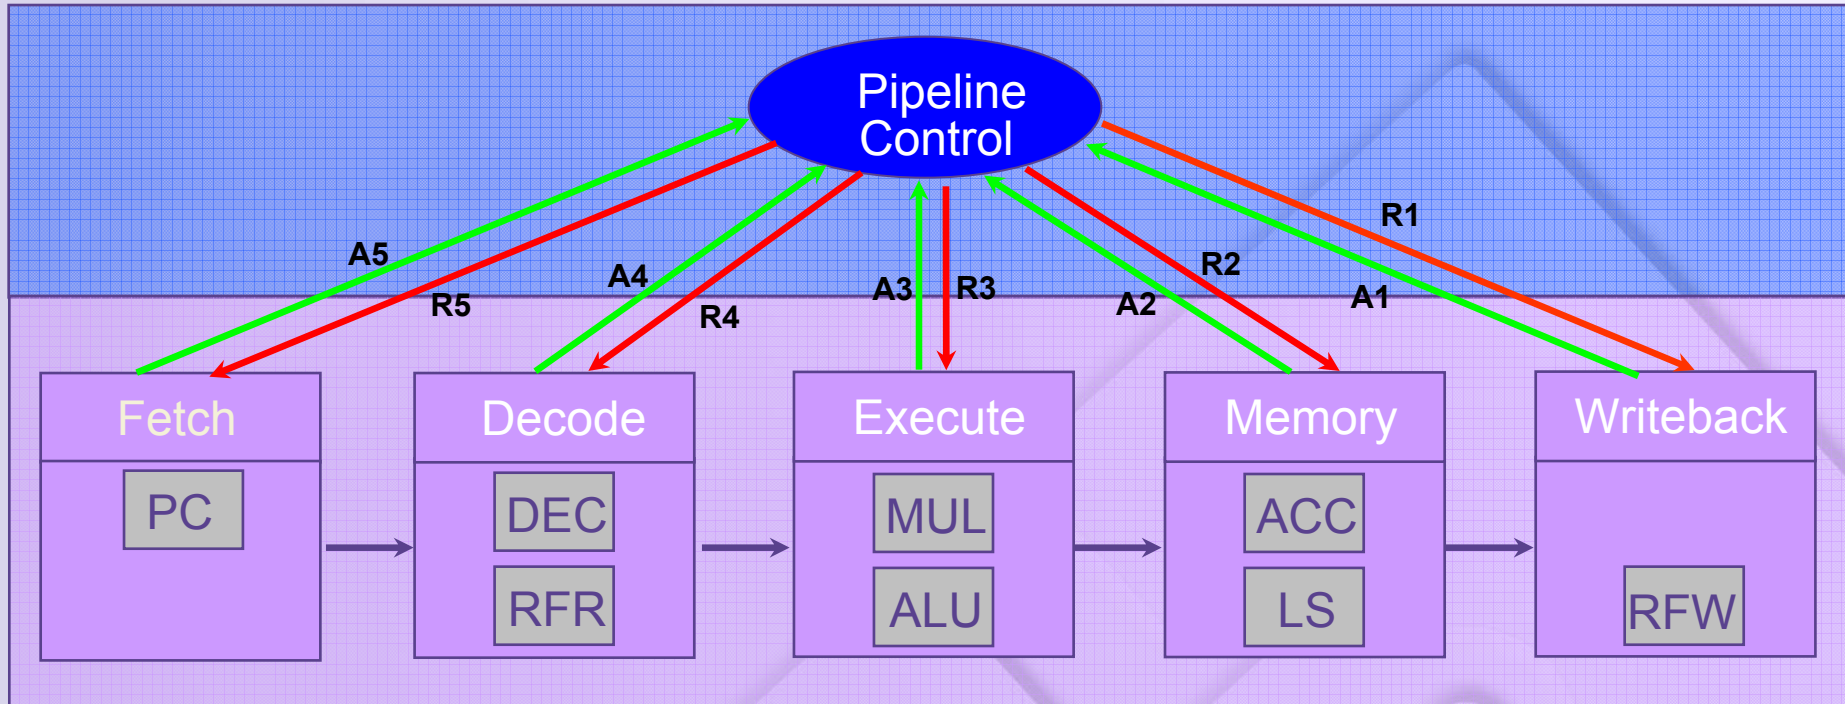 Pipeline
Control
R1
A5
R2
A4
A3
R3
A1
A2
R5
R4
Fetch
Decode
Execute
Memory
Writeback
PC
DEC
MUL
ACC
RFR
ALU
LS
RFW